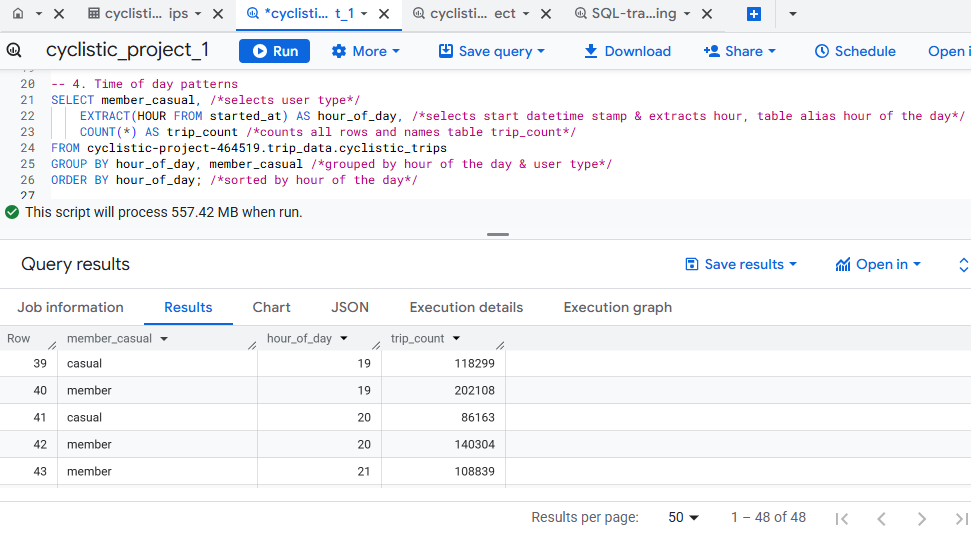 cyclisti... ips
*cyclisti... t_1
cyclisti... ect
SQL-tra...ing
cyclistic_project_1 Run More Save query Download Share Schedule Open i
20 -- 4. Time of day patterns
21 SELECT member_casual, /*selects user type*/
22 EXTRACT(HOUR FROM started_at) AS hour_of_day, /*selects start datetime stamp & extracts hour, table alias hour of the day*/
23 COUNT(*) AS trip_count /*counts all rows and names table trip_count*/
24 FROM cyclistic-project-464519.trip_data.cyclistic_trips
25 GROUP BY hour_of_day, member_casual /*grouped by hour of the day & user type*/
26 ORDER BY hour_of_day; /*sorted by hour of the day*/
27
This script will process 557.42 MB when run.
Query results Save results Open in
Job information Results Chart JSON Execution details Execution graph
Row member_casual hour_of_day trip_count
39 casual 19 118299
40 member 19 202108
41 casual 20 86163
42 member 20 140304
43 member 21 108839
Results per page: 50 1 – 48 of 48